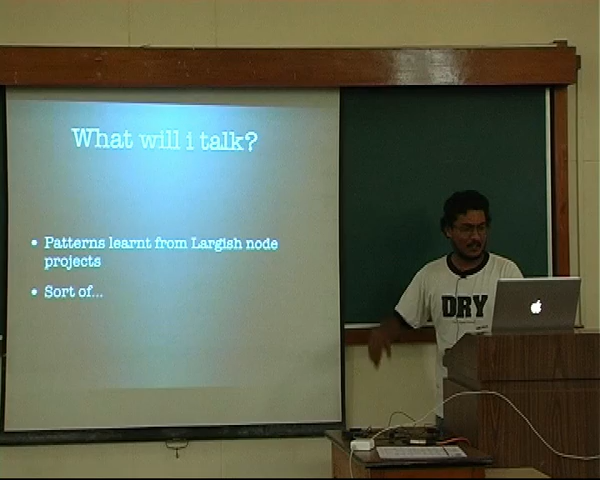 What will i talk?
• Patterns learnt from Largish node
projects
• Sort of...
DRY